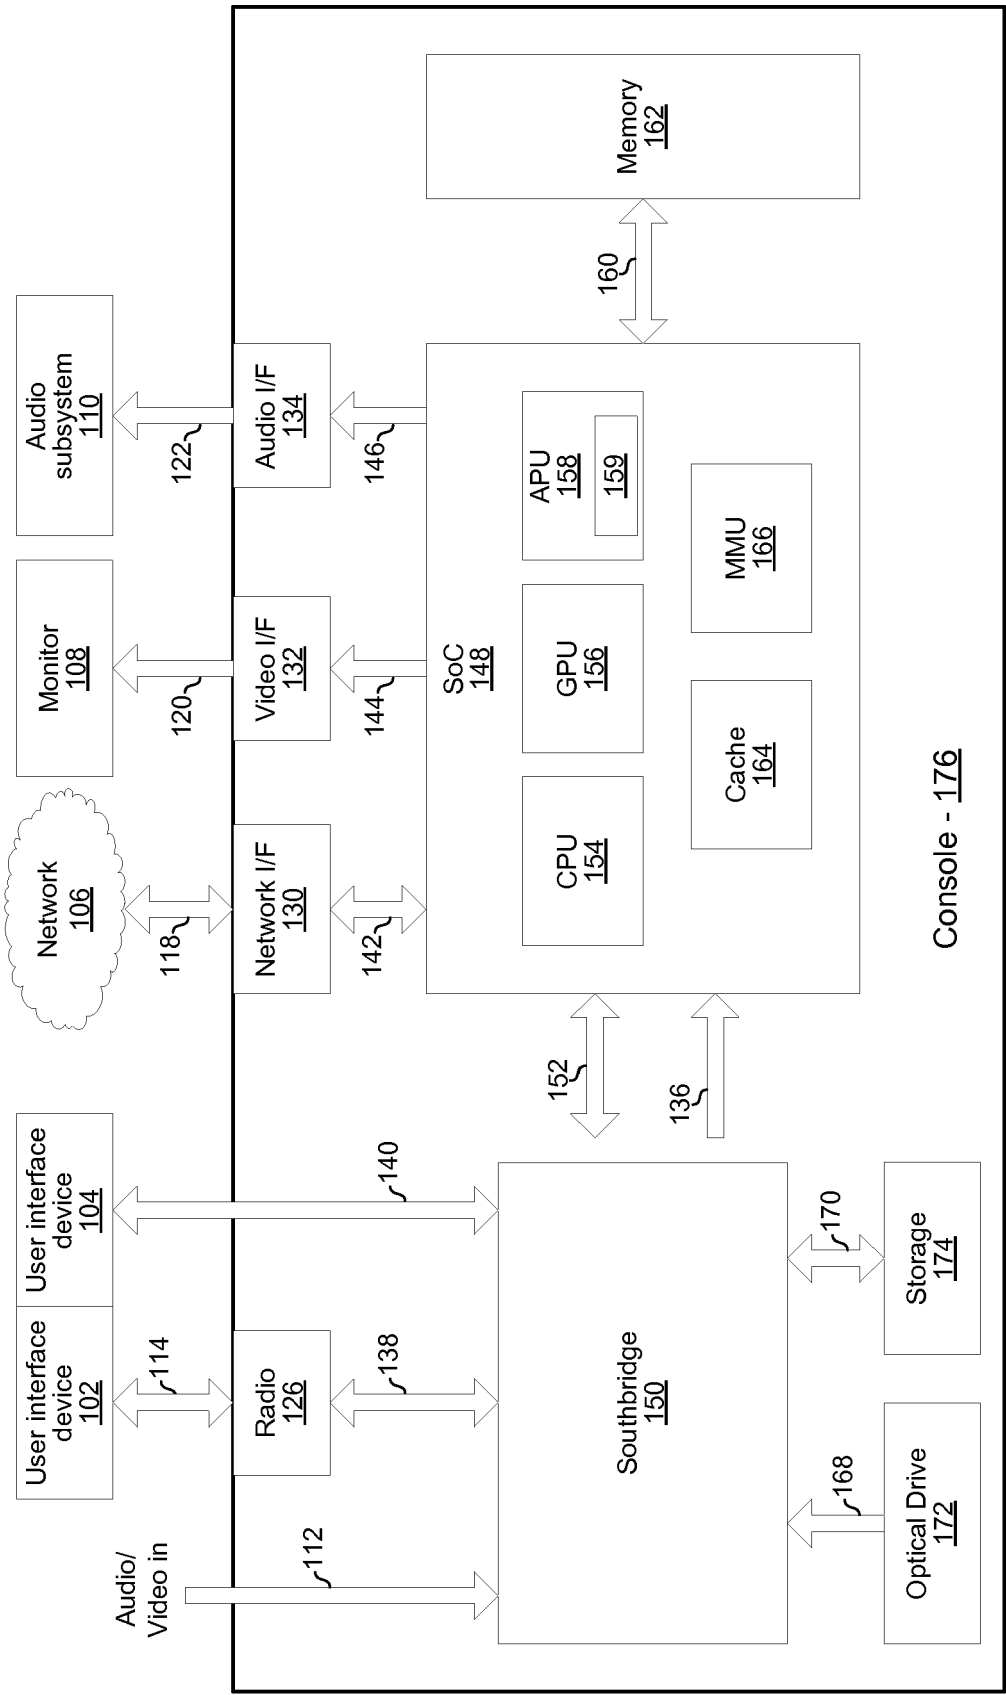 Audio/
Video in
User interface
device
102
User interface
device
104
Network
106
Monitor
108
Audio
subsystem
110
114
118
120
122
112
Radio
126
Network I/F
130
Video I/F
132
Audio I/F
134
138
140
142
144
146
Southbridge
150
152
136
SoC
148
CPU
154
GPU
156
APU
158
159
Cache
164
MMU
166
160
Memory
162
168
170
Optical Drive
172
Storage
174
Console - 176